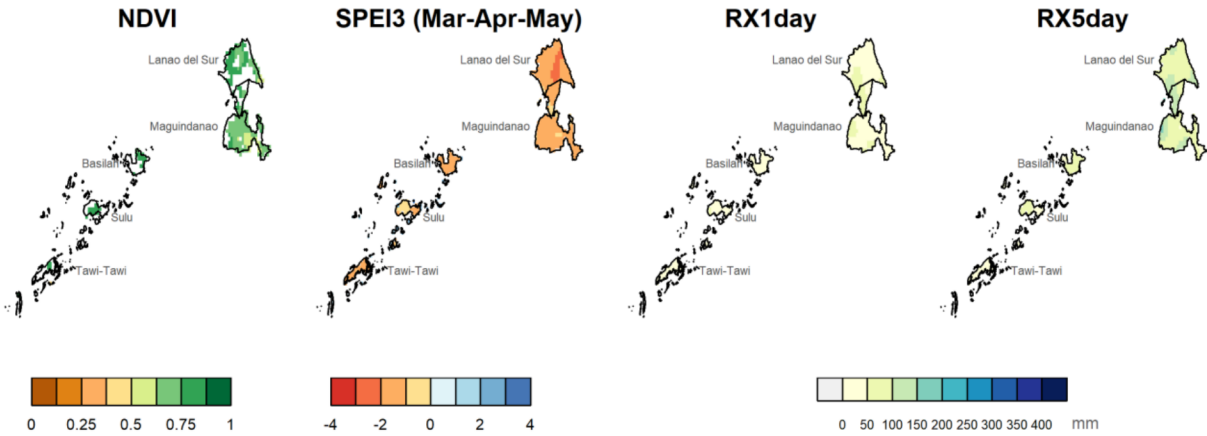 NDVI
SPEI3 (Mar-Apr-May)
RX1day
RX5day
Lanao del Sur
Lanao del Sur
Lanao del Sur
Lanao del Sur
Maguindanao
Maguindanao
Maguindanao
Maguindanao
Basilan
Basilan
Basilan
Basilan
Sulu
Sulu
Sulu
Sulu
Tawi-Tawi
Tawi-Tawi
Tawi-Tawi
Tawi-Tawi
0 0.25 0.5 0.75 1
-4 -2 0 2 4
0 50 100 150 200 250 300 350 400 mm